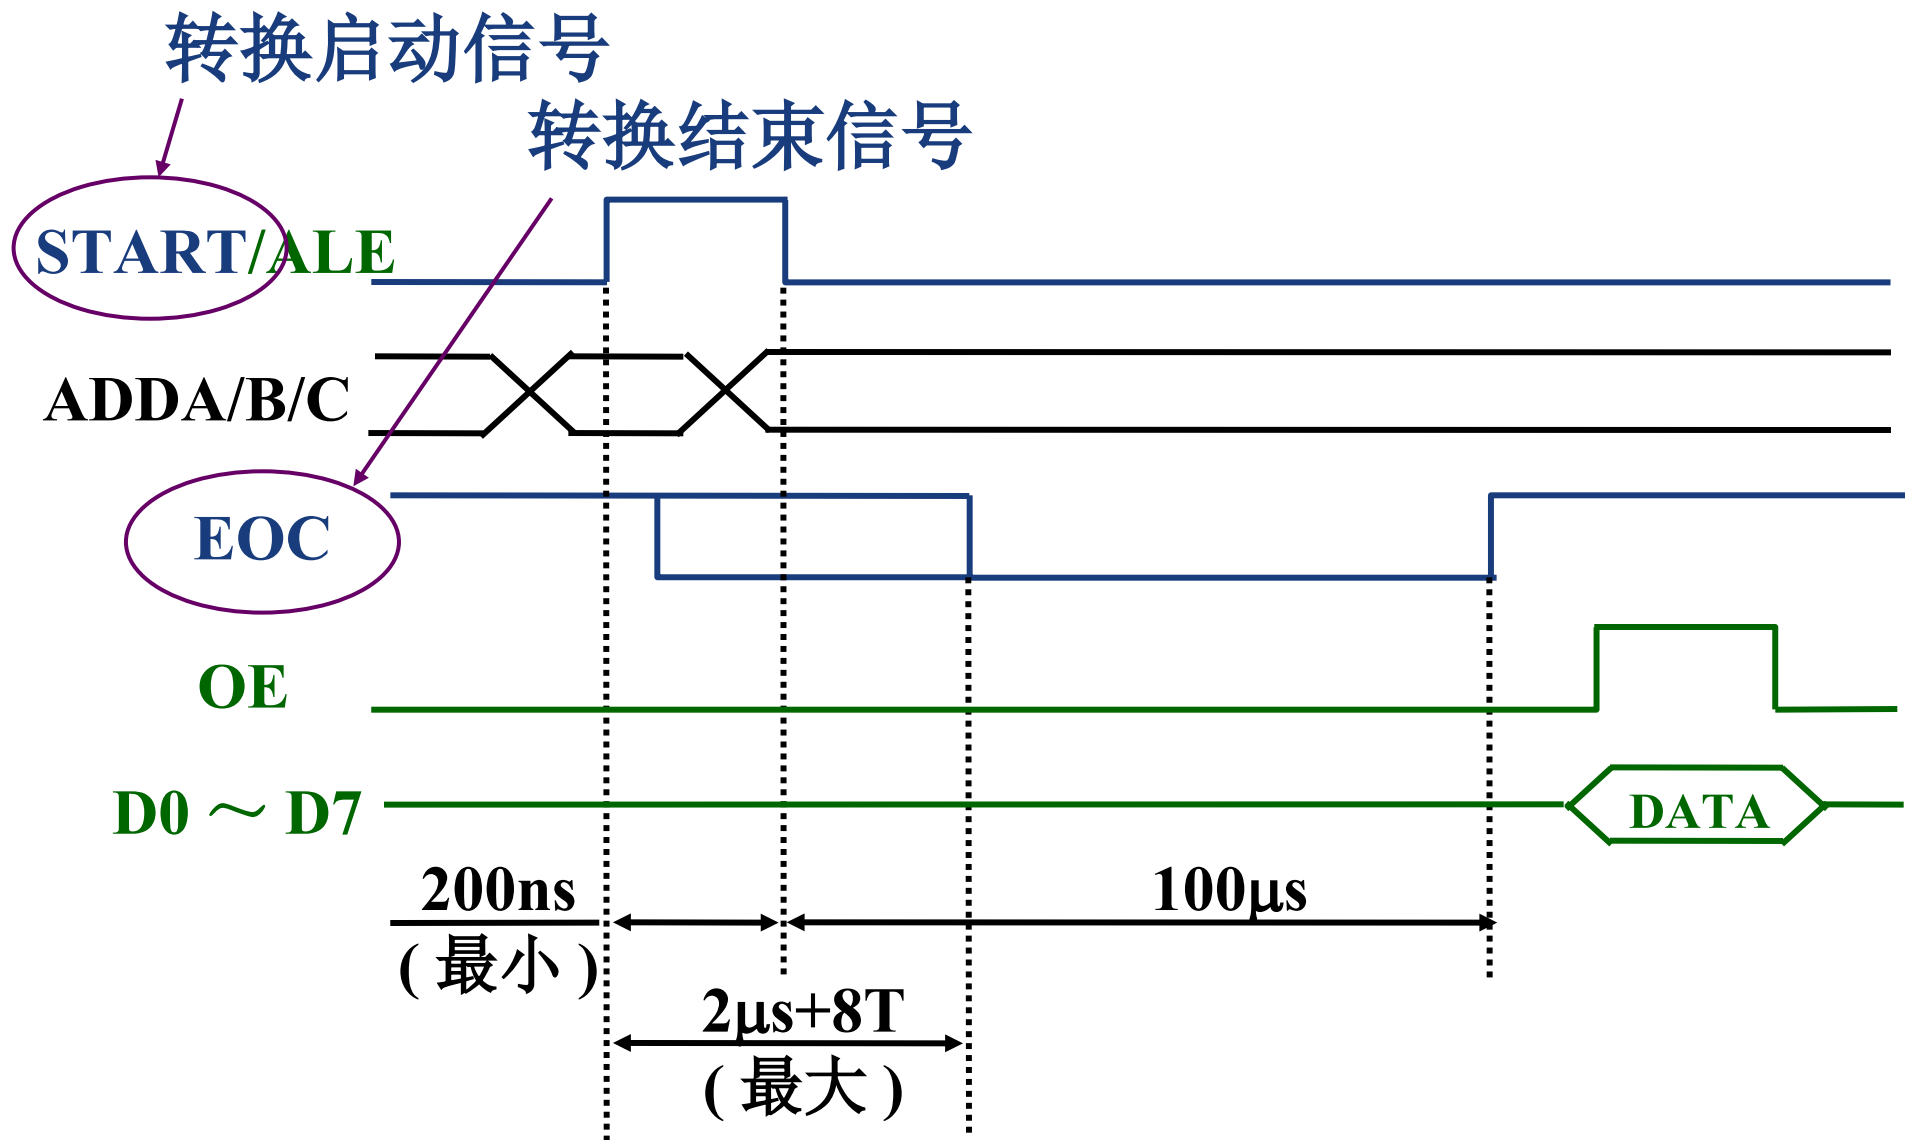 转换启动信号
转换结束信号
START/ALE
ADDA/B/C
EOC
OE
D0 ～ D7
DATA
200ns
(最小)
100μs
2μs+8T
(最大)